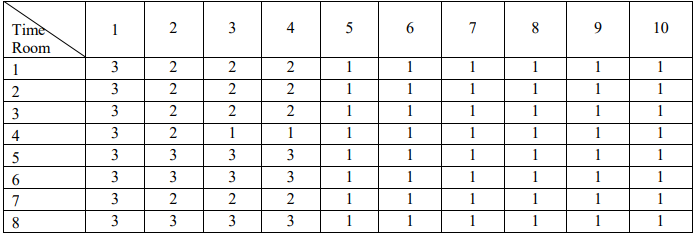 Time 1 2 3 4 5 6 7 8 9 10
Room
1 3 2 2 2 1 1 1 1 1 1
2 3 2 2 2 1 1 1 1 1 1
3 3 2 2 2 1 1 1 1 1 1
4 3 2 1 1 1 1 1 1 1 1
5 3 3 3 3 1 1 1 1 1 1
6 3 3 3 3 1 1 1 1 1 1
7 3 2 2 2 1 1 1 1 1 1
8 3 3 3 3 1 1 1 1 1 1